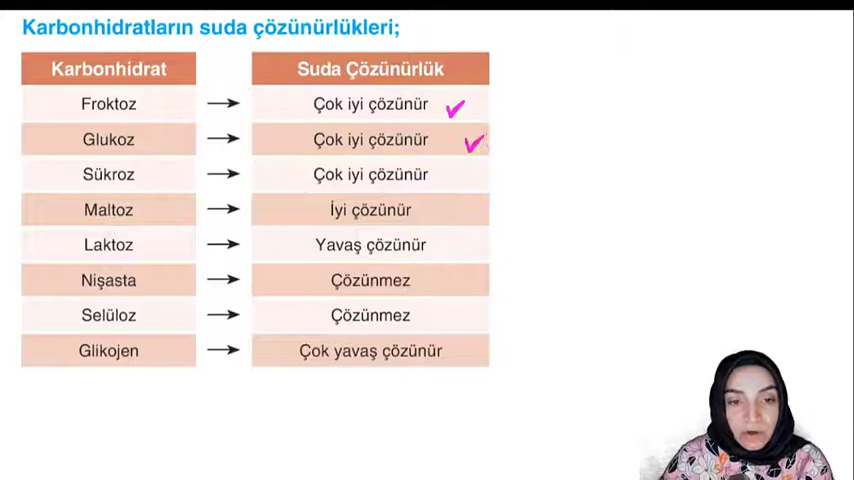 Karbonhidratların suda çözünürlükleri;
Karbonhidrat Suda Çözünürlük
Froktoz Çok iyi çözünür
Glukoz Çok iyi çözünür
Sükroz Çok iyi çözünür
Maltoz İyi çözünür
Laktoz Yavaş çözünür
Nişasta Çözünmez
Selüloz Çözünmez
Glikojen Çok yavaş çözünür